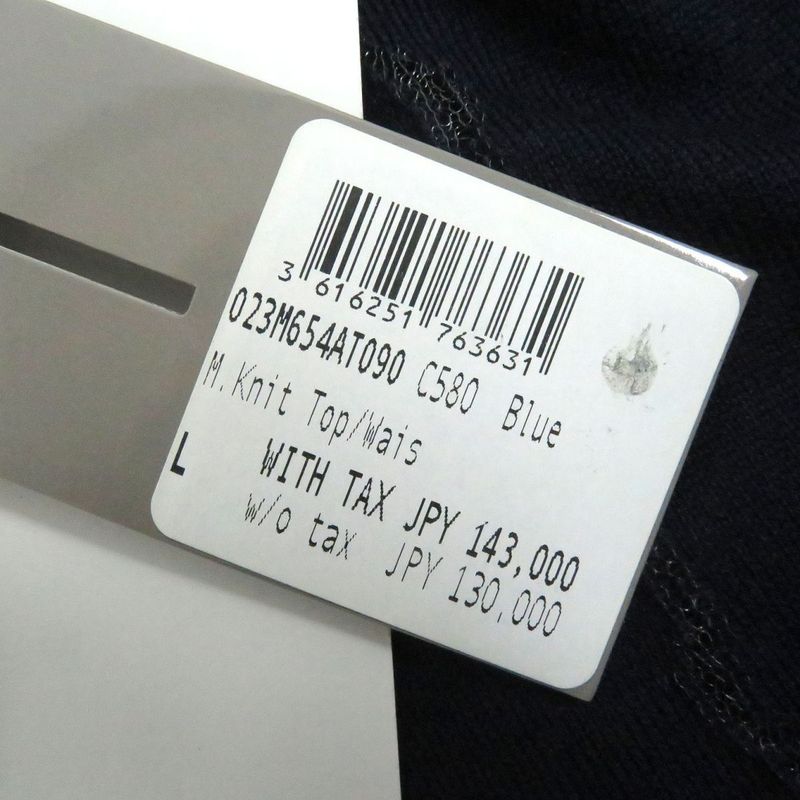 3 616251 763631
023M654AT090 C580 Blue
M.Knit Top/Wais
L WITH TAX JPY 143,000
w/o tax JPY 130,000